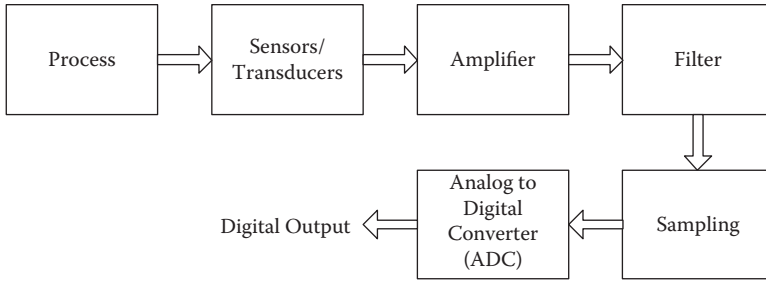 Process
Sensors/
Transducers
Amplifier
Filter
Sampling
Analog to
Digital
Converter
(ADC)
Digital Output